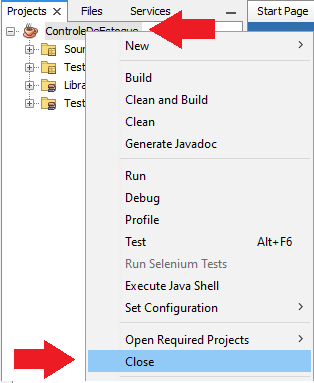 Projects × Files Services Start Page
ControleDeEstoque
New
Sour
Test
Build
Libra
Clean and Build
Test
Clean
Generate Javadoc
Run
Debug
Profile
Test Alt+F6
Run Selenium Tests
Execute Java Shell
Set Configuration
Open Required Projects
Close